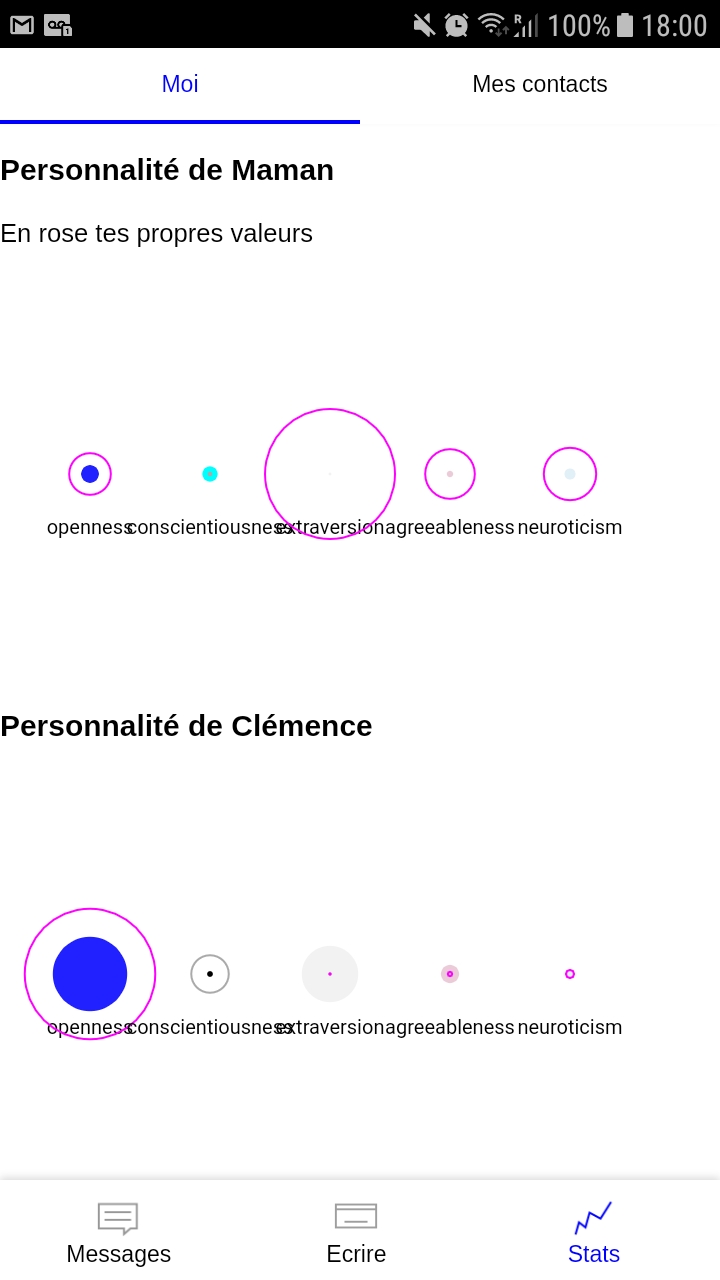 1
R 100% 18:00
Moi Mes contacts
Personnalité de Maman
En rose tes propres valeurs
openness conscientiousness extraversion agreeableness neuroticism
Personnalité de Clémence
openness conscientiousness extraversion agreeableness neuroticism
Messages Ecrire Stats